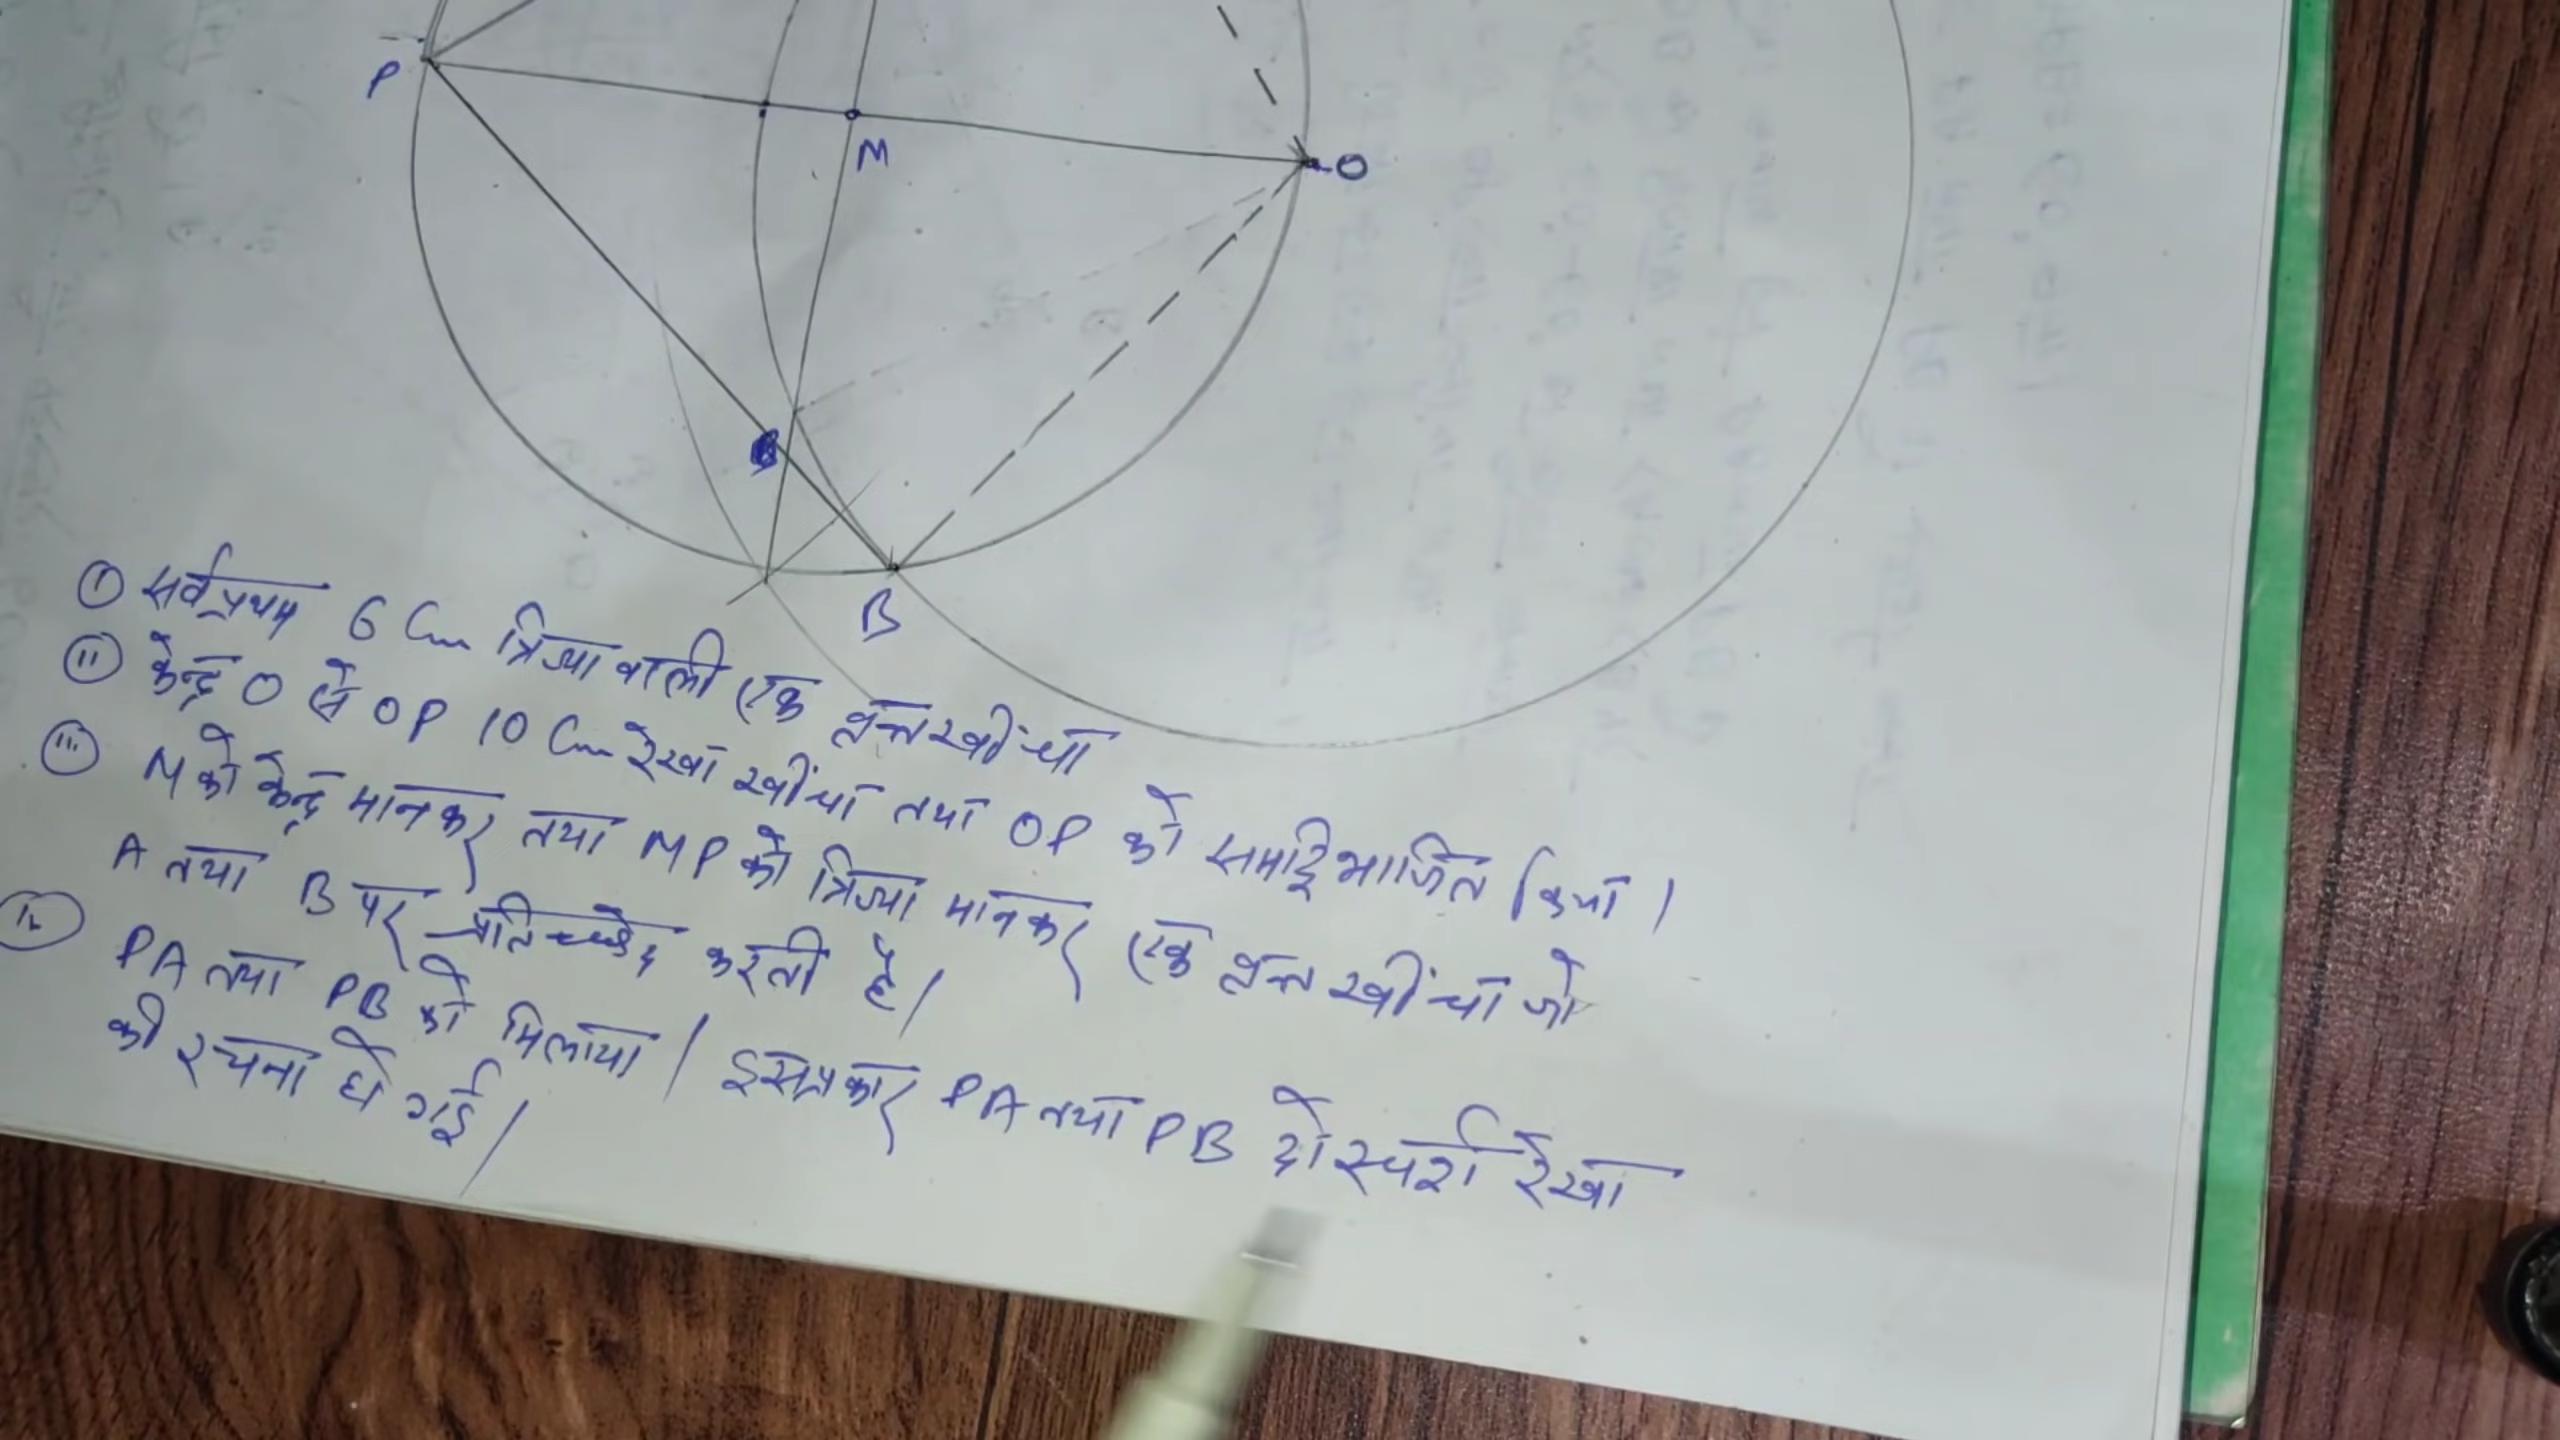 P
M
O
B
(i) सर्वप्रथम 6 Cm त्रिज्या वाली एक वृत्त खींचा
(ii) केन्द्र O से OP 10 Cm रेखा खींचा तथा OP को समद्विभाजित किया।
(iii) M को केन्द्र मानकर तथा MP को त्रिज्या मानकर एक वृत्त खींचा जो
A तथा B पर प्रतिच्छेद करती है।
(iv) PA तथा PB को मिलाया। इस प्रकार PA तथा PB दो स्पर्श रेखा
की रचना हो गई।